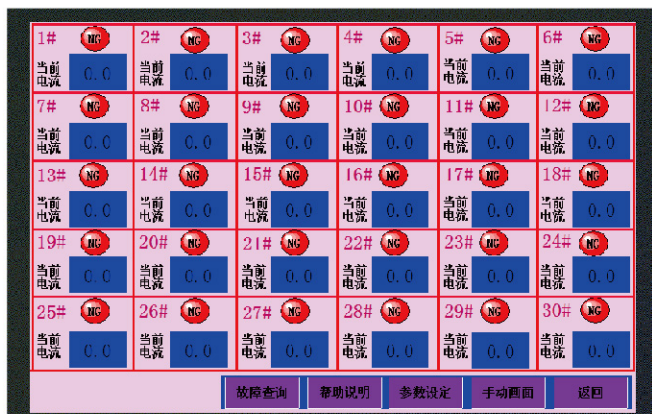 1# NG 2# NG 3# NG 4# NG 5# NG 6# NG
当前电流 0.0 当前电流 0.0 当前电流 0.0 当前电流 0.0 当前电流 0.0 当前电流 0.0
7# NG 8# NG 9# NG 10# NG 11# NG 12# NG
当前电流 0.0 当前电流 0.0 当前电流 0.0 当前电流 0.0 当前电流 0.0 当前电流 0.0
13# NG 14# NG 15# NG 16# NG 17# NG 18# NG
当前电流 0.0 当前电流 0.0 当前电流 0.0 当前电流 0.0 当前电流 0.0 当前电流 0.0
19# NG 20# NG 21# NG 22# NG 23# NG 24# NG
当前电流 0.0 当前电流 0.0 当前电流 0.0 当前电流 0.0 当前电流 0.0 当前电流 0.0
25# NG 26# NG 27# NG 28# NG 29# NG 30# NG
当前电流 0.0 当前电流 0.0 当前电流 0.0 当前电流 0.0 当前电流 0.0 当前电流 0.0
故障查询 帮助说明 参数设定 手动画面 返回